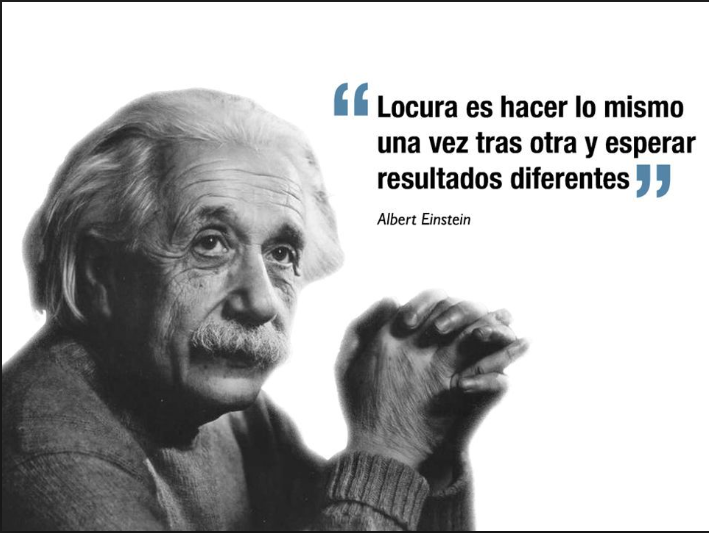 “Locura es hacer lo mismo
una vez tras otra y esperar
resultados diferentes”
Albert Einstein